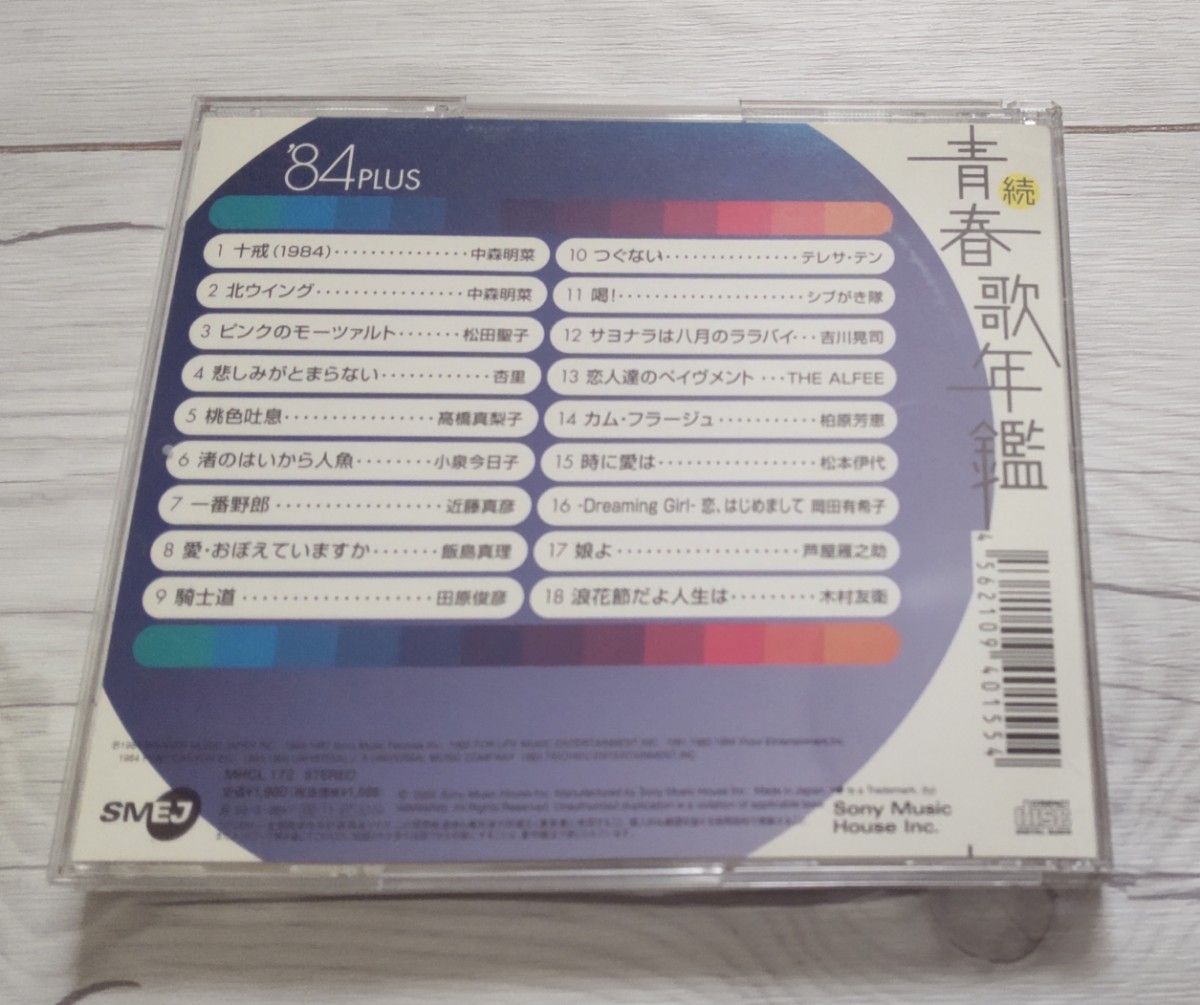 '84 PLUS
1 十戒(1984)・・・・・・・・・・・・・・・中森明菜
2 北ウイング・・・・・・・・・・・・・・・・・中森明菜
3 ピンクのモーツァルト・・・・・・・松田聖子
4 悲しみがとまらない・・・・・・・・・・・・杏里
5 桃色吐息・・・・・・・・・・・・・・・・・高橋真梨子
6 渚のはいから人魚・・・・・・・・小泉今日子
7 一番野郎・・・・・・・・・・・・・・・・・近藤真彦
8 愛・おぼえていますか・・・・・・・飯島真理
9 騎士道・・・・・・・・・・・・・・・・・・・田原俊彦
10 つぐない・・・・・・・・・・・・・・・テレサ・テン
11 喝!・・・・・・・・・・・・・・・・・・・・シブがき隊
12 サヨナラは八月のララバイ・・・吉川晃司
13 恋人達のペイヴメント・・・THE ALFEE
14 カム・フラージュ・・・・・・・・・・・柏原芳恵
15 時に愛は・・・・・・・・・・・・・・・・松本伊代
16 -Dreaming Girl- 恋、はじめまして 岡田有希子
17 娘よ・・・・・・・・・・・・・・・・・・・芦屋雁之助
18 浪花節だよ人生は・・・・・・・・・木村友衛
続
青春歌年鑑
4562109401554
MHCL 172 STEREO
SMEJ
Sony Music
House Inc.
COMPACT
disc
DIGITAL AUDIO